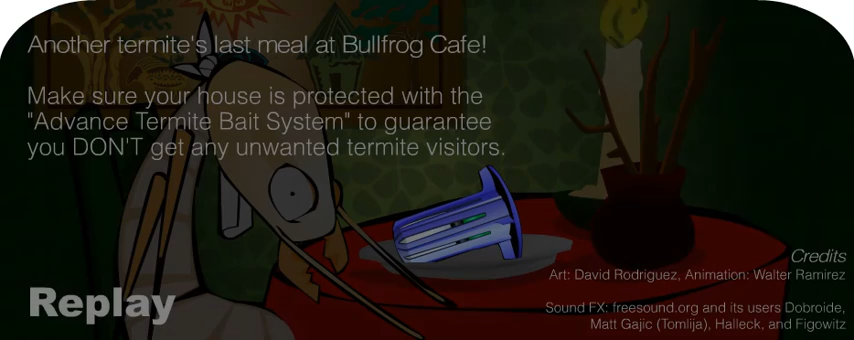 Another termite's last meal at Bullfrog Cafe!
Make sure your house is protected with the
"Advance Termite Bait System" to guarantee
you DON'T get any unwanted termite visitors.
Credits
Art: David Rodriguez, Animation: Walter Ramirez
Replay
Sound FX: freesound.org and its users Dobroide,
Matt Gajic (Tomlija), Halleck, and Figowitz